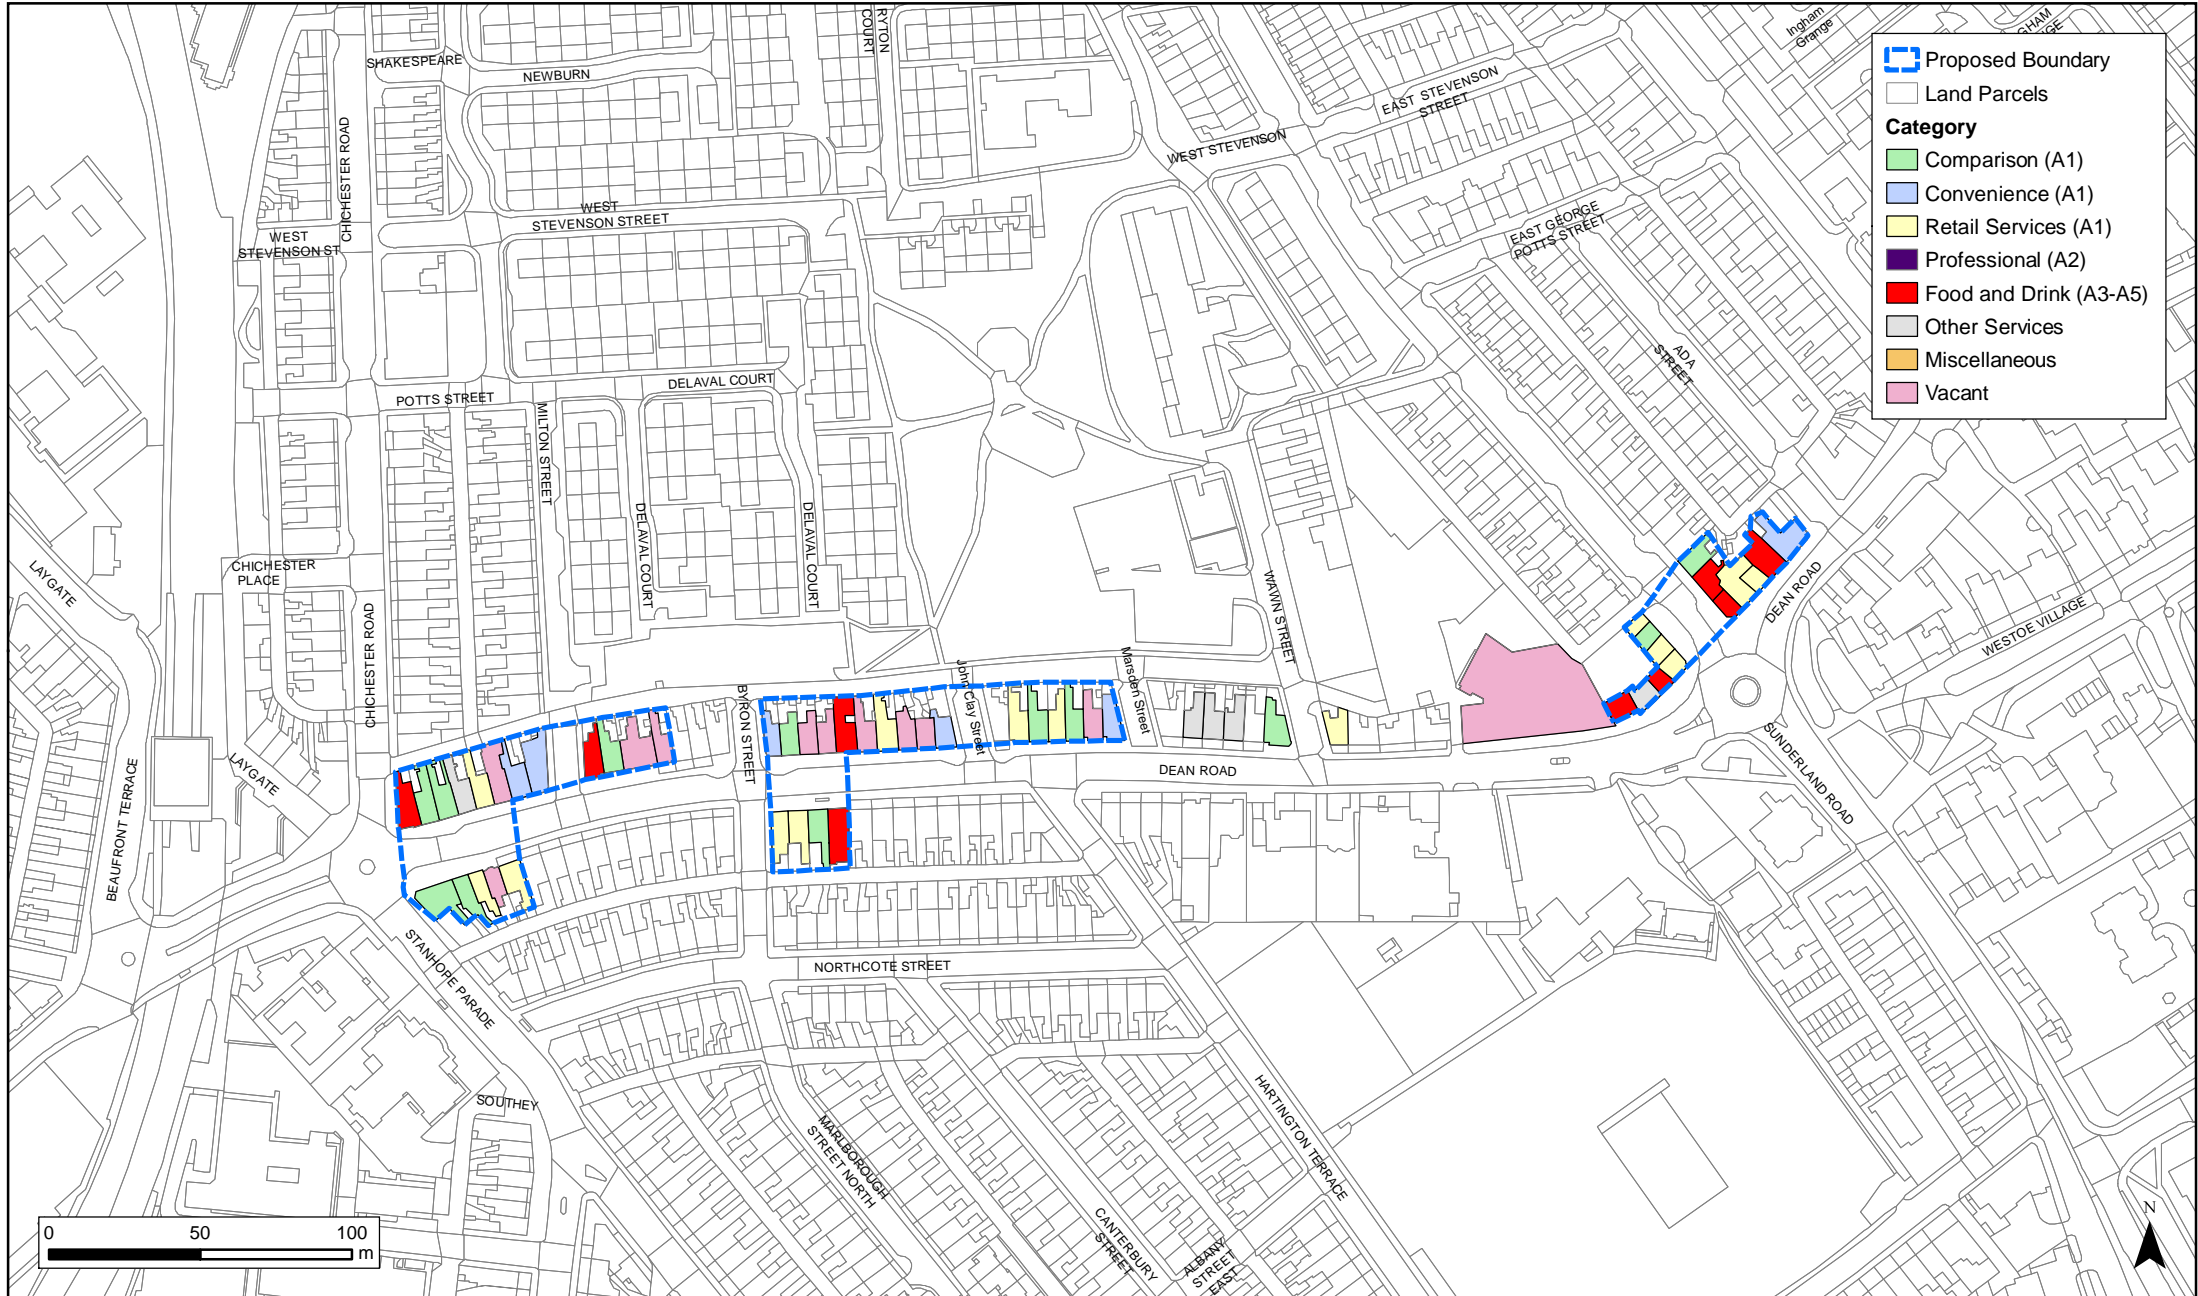 Proposed Boundary
Land Parcels
Category
Comparison (A1)
Convenience (A1)
Retail Services (A1)
Professional (A2)
Food and Drink (A3-A5)
Other Services
Miscellaneous
Vacant
Ingham
Grange
RYTON
COURT
SHAKESPEARE
NEWBURN
EAST STEVENSON
STREET
WEST STEVENSON
CHICHESTER ROAD
WEST
STEVENSON STREET
WEST
STEVENSON ST
EAST GEORGE
POTTS STREET
ADA
STREET
DELAVAL COURT
POTTS STREET
MILTON STREET
DELAVAL COURT
DELAVAL COURT
LAYGATE
CHICHESTER
PLACE
CHICHESTER ROAD
WAWN STREET
DEAN ROAD
WESTOE VILLAGE
John Clay Street
Marsden Street
BYRON STREET
LAYGATE
BEAUFRONT TERRACE
DEAN ROAD
SUNDERLAND ROAD
STANHOPE PARADE
NORTHCOTE STREET
SOUTHEY
MARLBOROUGH
STREET NORTH
HARTINGTON TERRACE
CANTERBURY
STREET
ALBANY
STREET
EAST
0 50 100
m
N